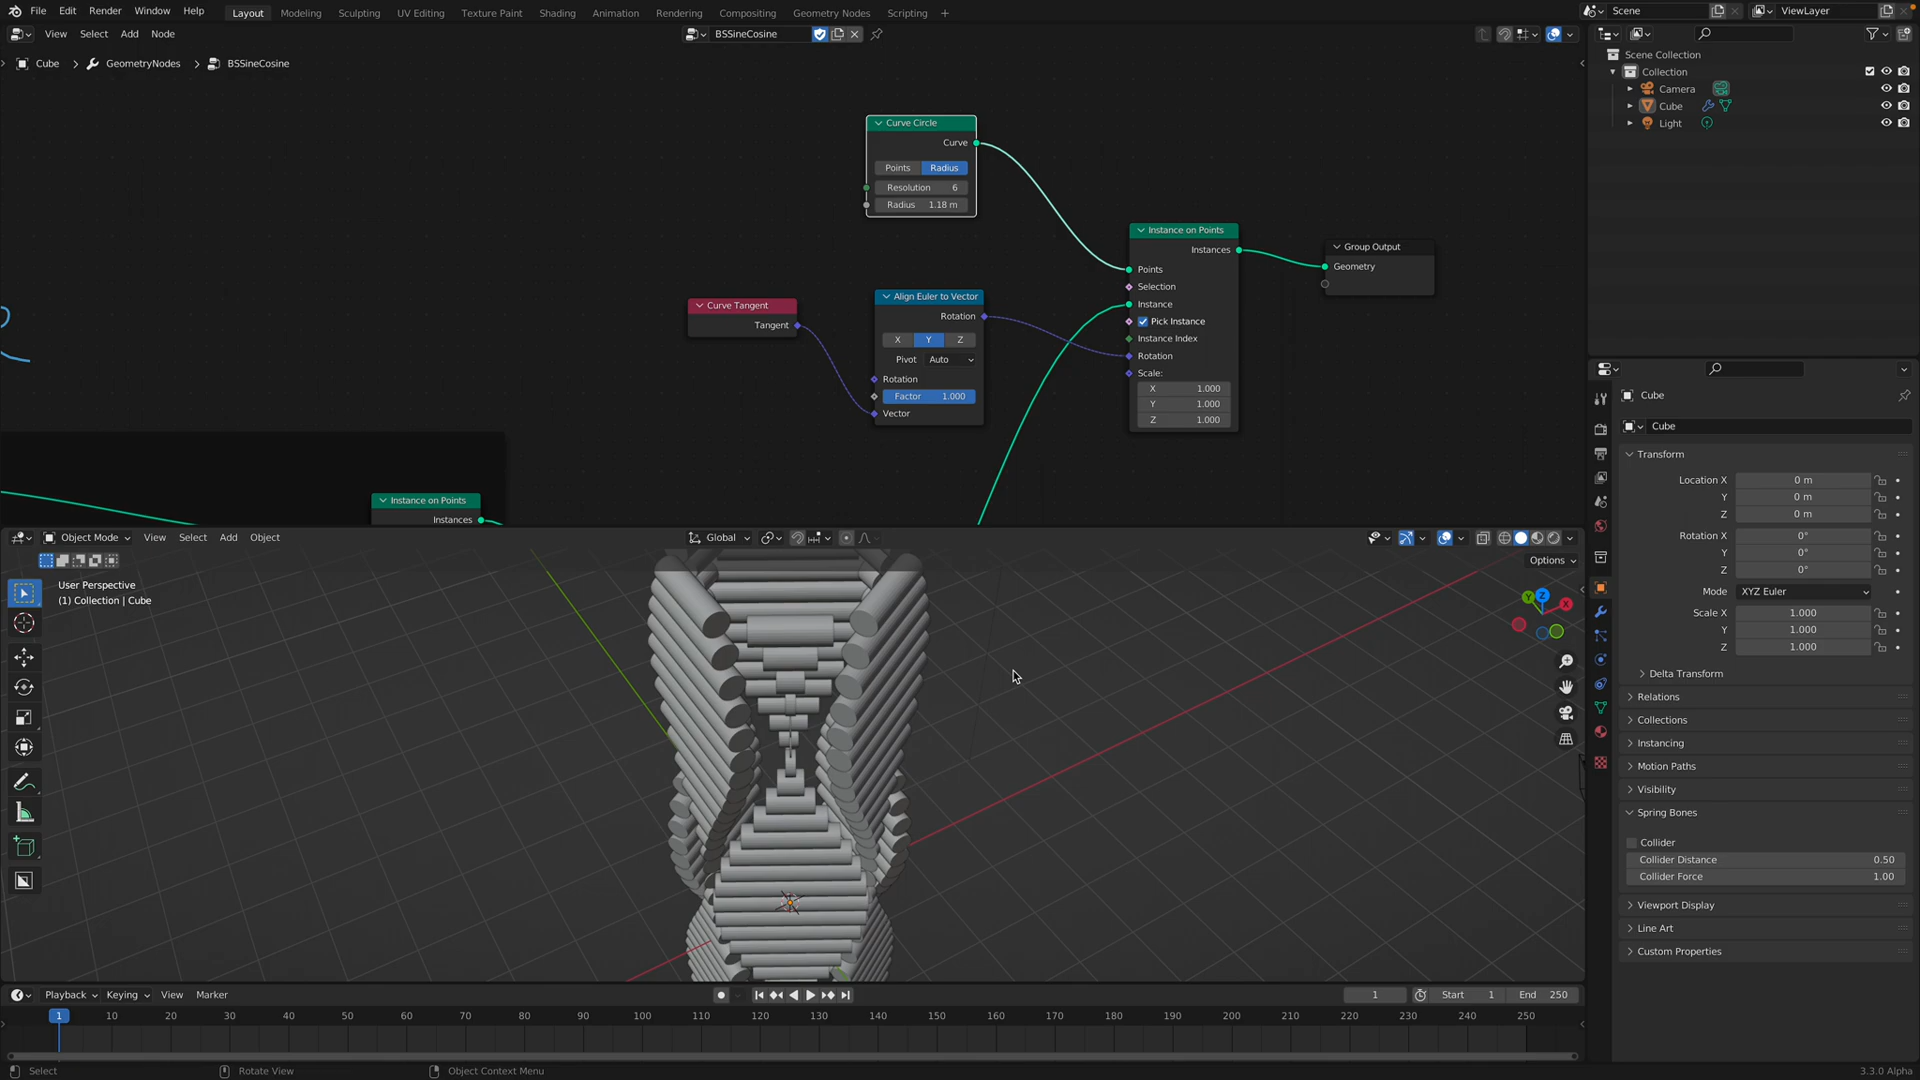 File Edit Render Window Help Layout Modeling Sculpting UV Editing Texture Paint Shading Animation Rendering Compositing Geometry Nodes Scripting + Scene ViewLayer
View Select Add Node BSSineCosine
Cube > GeometryNodes > BSSineCosine
Scene Collection
Collection
Camera
Cube
Light
Curve Circle
Curve
Points Radius
Resolution 6
Radius 1.18 m
Instance on Points
Instances
Points
Selection
Instance
Pick Instance
Instance Index
Rotation
Scale:
X 1.000
Y 1.000
Z 1.000
Group Output
Geometry
Curve Tangent
Tangent
Align Euler to Vector
Rotation
X Y Z
Pivot Auto
Rotation
Factor 1.000
Vector
Instance on Points
Instances
Cube
Cube
Transform
Location X 0 m
Y 0 m
Z 0 m
Rotation X 0°
Y 0°
Z 0°
Mode XYZ Euler
Scale X 1.000
Y 1.000
Z 1.000
Delta Transform
Relations
Collections
Instancing
Motion Paths
Visibility
Spring Bones
Collider
Collider Distance 0.50
Collider Force 1.00
Viewport Display
Line Art
Custom Properties
Object Mode View Select Add Object Global
Options
User Perspective
(1) Collection | Cube
Y Z X
Playback Keying View Marker 1 Start 1 End 250
1 10 20 30 40 50 60 70 80 90 100 110 120 130 140 150 160 170 180 190 200 210 220 230 240 250
Select Rotate View Object Context Menu 3.3.0 Alpha